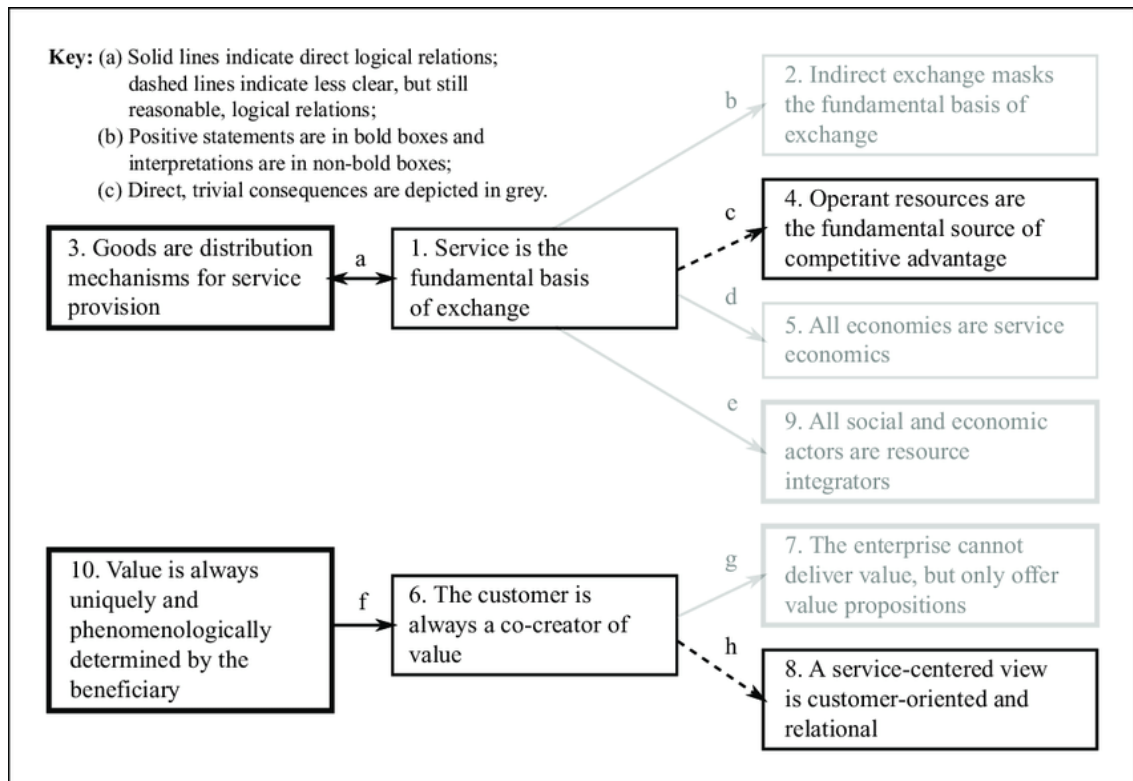 Key: (a) Solid lines indicate direct logical relations;
dashed lines indicate less clear, but still
reasonable, logical relations;
(b) Positive statements are in bold boxes and
interpretations are in non-bold boxes;
(c) Direct, trivial consequences are depicted in grey.
b
2. Indirect exchange masks
the fundamental basis of
exchange
3. Goods are distribution
mechanisms for service
provision
a
1. Service is the
fundamental basis
of exchange
c
4. Operant resources are
the fundamental source of
competitive advantage
d
5. All economies are service
economics
e
9. All social and economic
actors are resource
integrators
10. Value is always
uniquely and
phenomenologically
determined by the
beneficiary
f
6. The customer is
always a co-creator of
value
g
7. The enterprise cannot
deliver value, but only offer
value propositions
h
8. A service-centered view
is customer-oriented and
relational